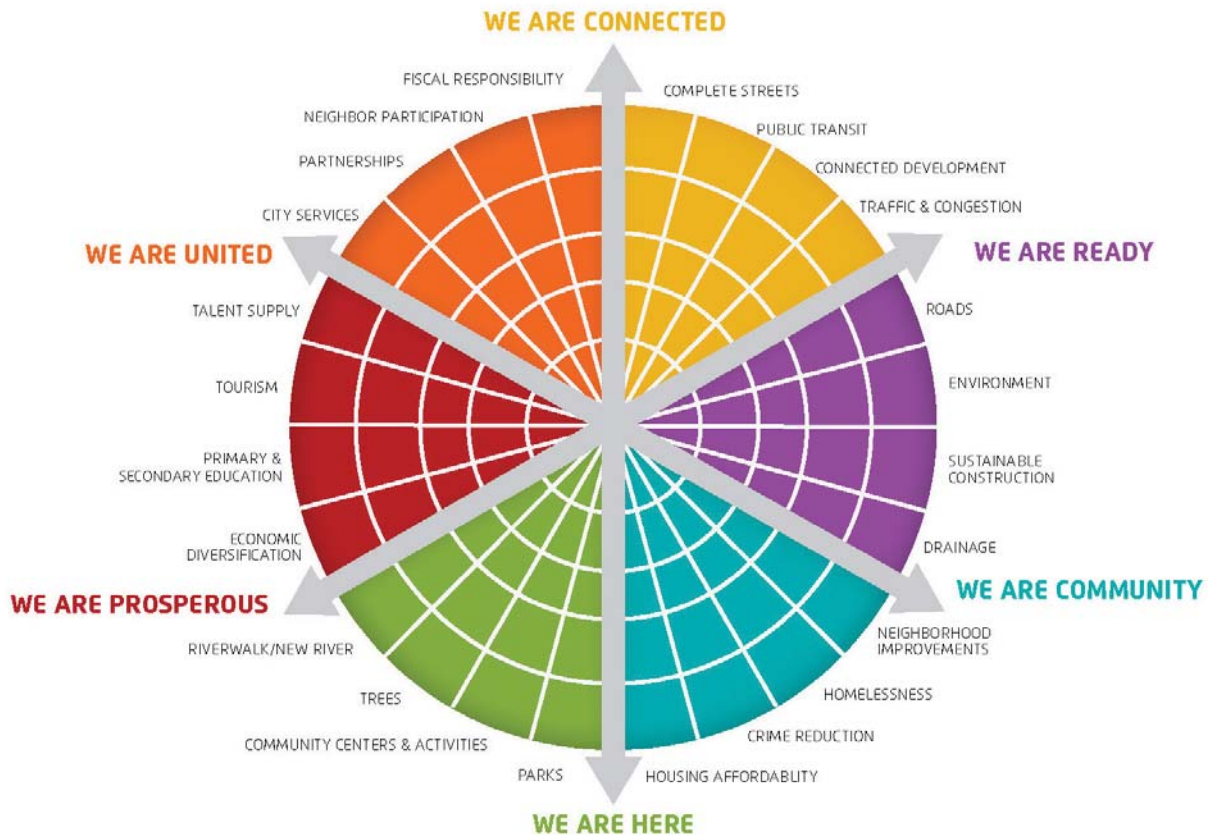 WE ARE CONNECTED
FISCAL RESPONSIBILITY
NEIGHBOR PARTICIPATION
PARTNERSHIPS
CITY SERVICES
WE ARE UNITED
COMPLETE STREETS
PUBLIC TRANSIT
CONNECTED DEVELOPMENT
TRAFFIC & CONGESTION
WE ARE READY
TALENT SUPPLY
TOURISM
PRIMARY &
SECONDARY EDUCATION
ECONOMIC
DIVERSIFICATION
WE ARE PROSPEROUS
ROADS
ENVIRONMENT
SUSTAINABLE
CONSTRUCTION
DRAINAGE
WE ARE COMMUNITY
RIVERWALK/NEW RIVER
TREES
COMMUNITY CENTERS & ACTIVITIES
PARKS
NEIGHBORHOOD
IMPROVEMENTS
HOMELESSNESS
CRIME REDUCTION
HOUSING AFFORDABLITY
WE ARE HERE